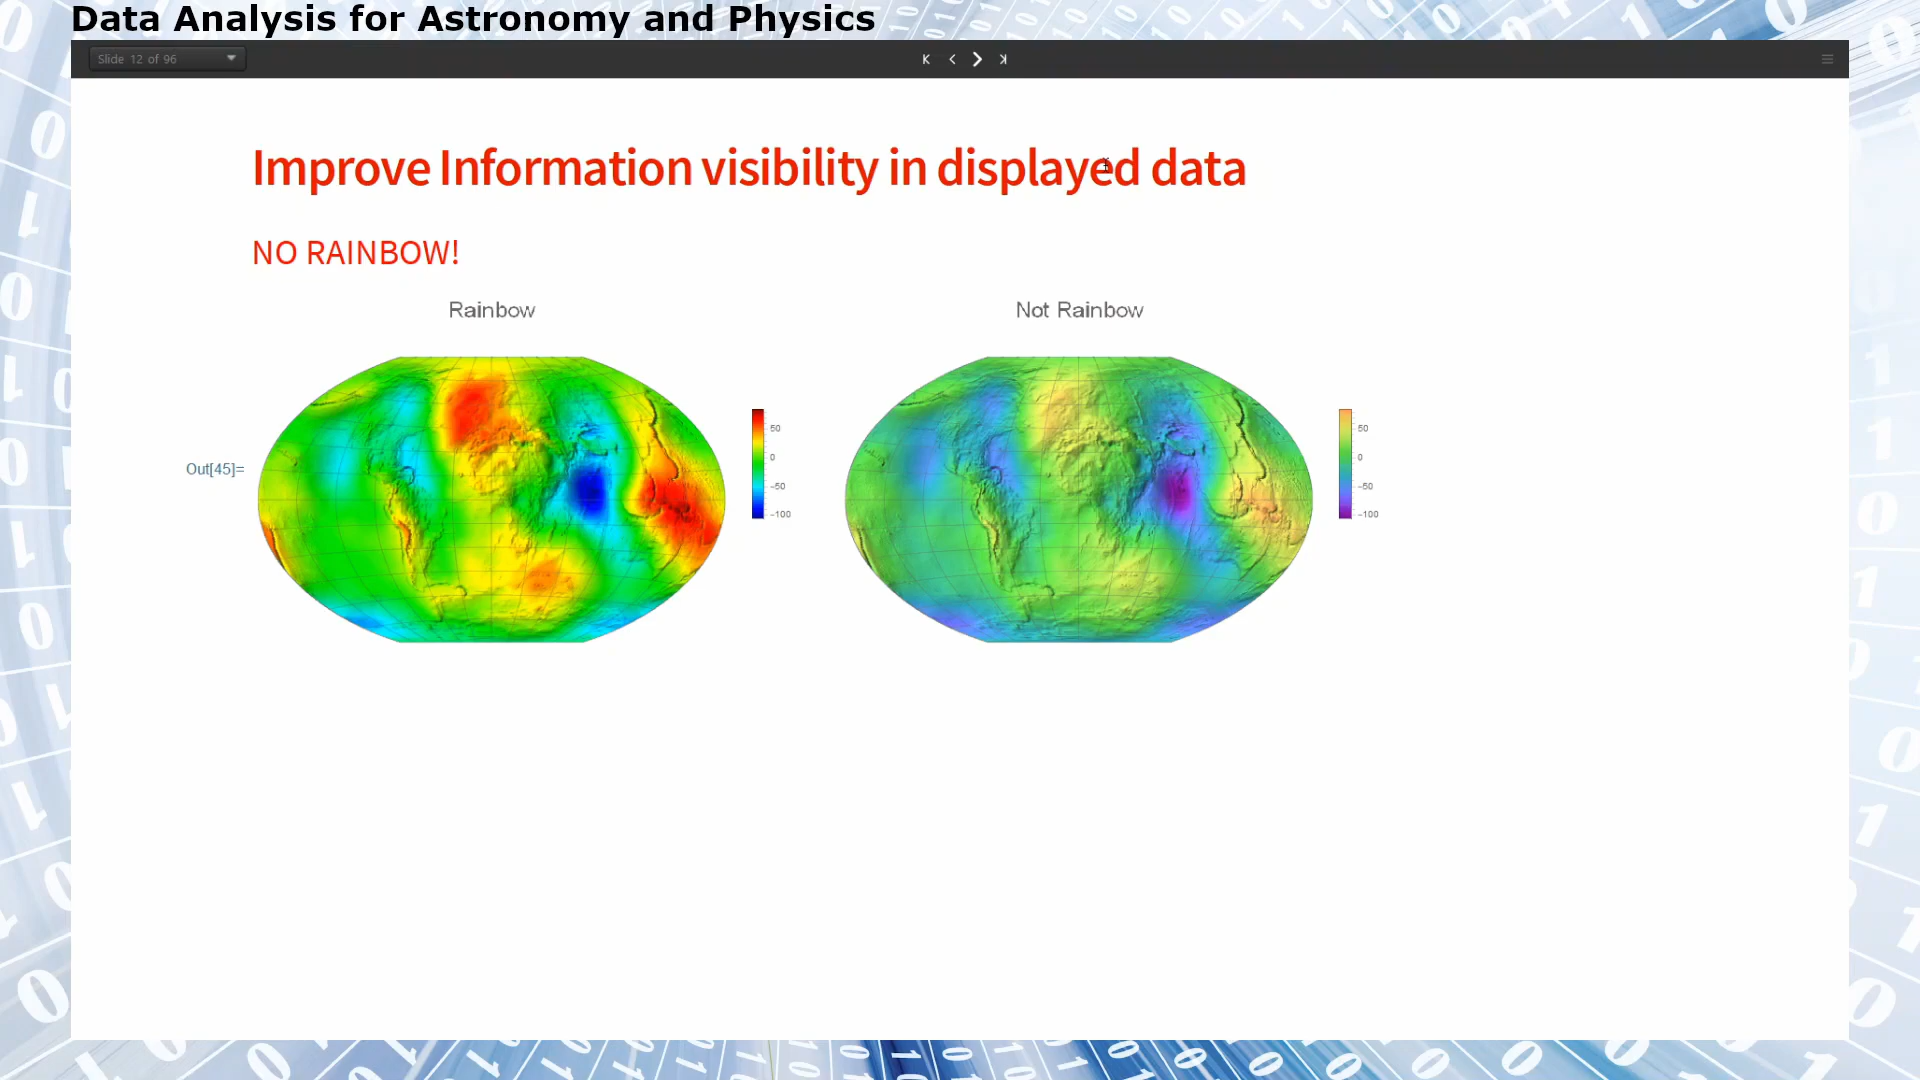 Data Analysis for Astronomy and Physics
Slide 12 of 96
Improve Information visibility in displayed data
NO RAINBOW!
Rainbow
Not Rainbow
Out[45]=
50
0
-50
-100
50
0
-50
-100